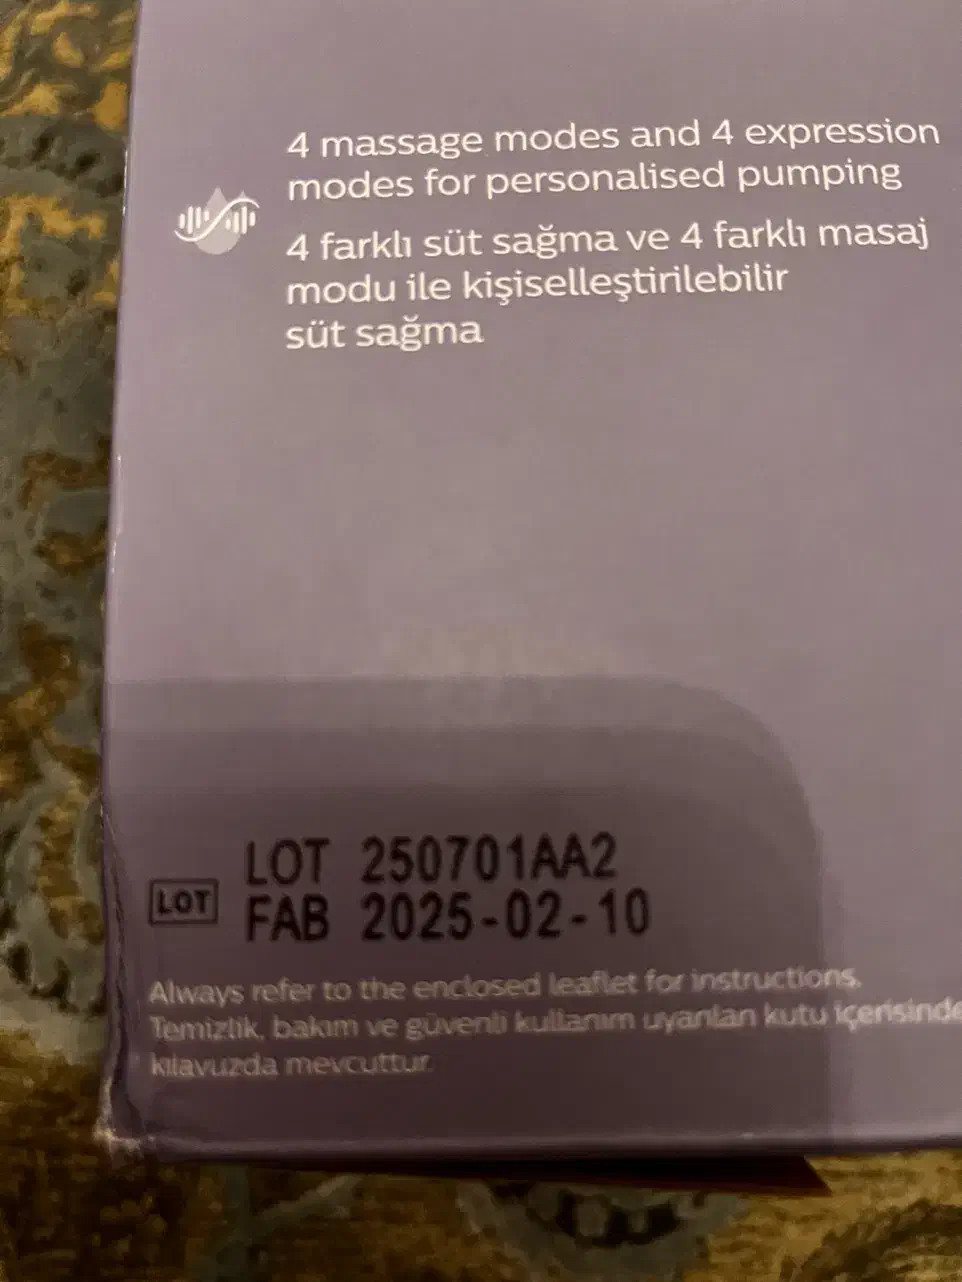 4 massage modes and 4 expression
modes for personalised pumping
4 farklı süt sağma ve 4 farklı masaj
modu ile kişiselleştirilebilir
süt sağma
LOT 250701AA2
LOT
FAB 2025-02-10
Always refer to the enclosed leaflet for instructions.
Temizlik, bakım ve güvenli kullanım uyarıları kutu içerisinde
kılavuzda mevcuttur.